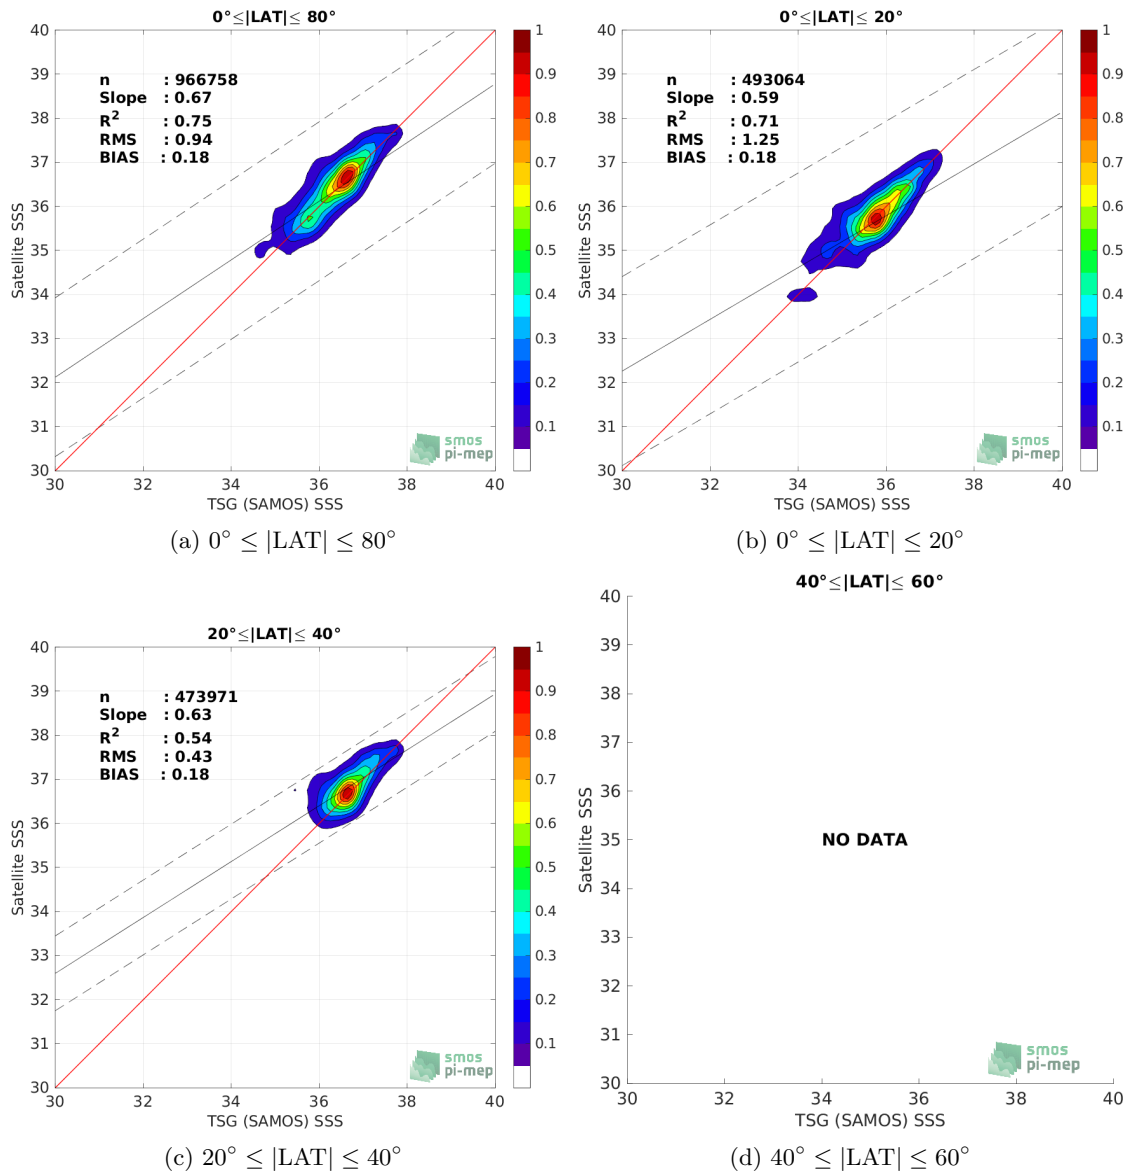 0°≤|LAT|≤ 80°
40
39
38
37
36
35
34
33
32
31
30
Satellite SSS
n : 966758
Slope : 0.67
R² : 0.75
RMS : 0.94
BIAS : 0.18
30 32 34 36 38 40
TSG (SAMOS) SSS
smos
pi-mep
1
0.9
0.8
0.7
0.6
0.5
0.4
0.3
0.2
0.1
(a) 0° ≤ |LAT| ≤ 80°
0°≤|LAT|≤ 20°
40
39
38
37
36
35
34
33
32
31
30
Satellite SSS
n : 493064
Slope : 0.59
R² : 0.71
RMS : 1.25
BIAS : 0.18
30 32 34 36 38 40
TSG (SAMOS) SSS
smos
pi-mep
1
0.9
0.8
0.7
0.6
0.5
0.4
0.3
0.2
0.1
(b) 0° ≤ |LAT| ≤ 20°
20°≤|LAT|≤ 40°
40
39
38
37
36
35
34
33
32
31
30
Satellite SSS
n : 473971
Slope : 0.63
R² : 0.54
RMS : 0.43
BIAS : 0.18
30 32 34 36 38 40
TSG (SAMOS) SSS
smos
pi-mep
1
0.9
0.8
0.7
0.6
0.5
0.4
0.3
0.2
0.1
(c) 20° ≤ |LAT| ≤ 40°
40°≤|LAT|≤ 60°
40
39
38
37
36
35
34
33
32
31
30
Satellite SSS
NO DATA
30 32 34 36 38 40
TSG (SAMOS) SSS
smos
pi-mep
(d) 40° ≤ |LAT| ≤ 60°